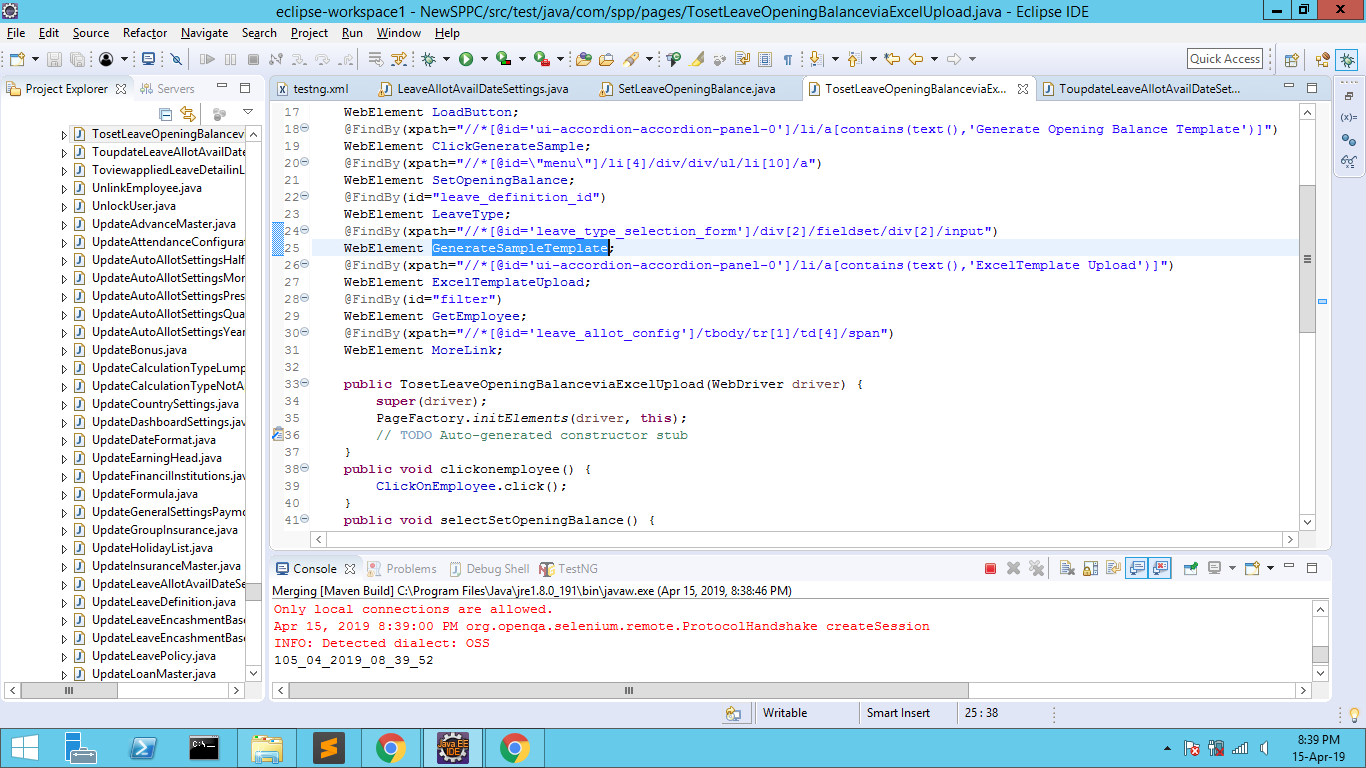 eclipse-workspace1 - NewSPPC/src/test/java/com/spp/pages/TosetLeaveOpeningBalanceviaExcelUpload.java - Eclipse IDE
File Edit Source Refactor Navigate Search Project Run Window Help
Quick Access
Project Explorer Servers
testng.xml LeaveAllotAvailDateSettings.java SetLeaveOpeningBalance.java TosetLeaveOpeningBalanceviaEx... ToupdateLeaveAllotAvailDateSet...
TosetLeaveOpeningBalancev
ToupdateLeaveAllotAvailDate
ToviewappliedLeaveDetailinL
UnlinkEmployee.java
UnlockUser.java
UpdateAdvanceMaster.java
UpdateAttendanceConfigurat
UpdateAutoAllotSettingsHalf
UpdateAutoAllotSettingsMor
UpdateAutoAllotSettingsPres
UpdateAutoAllotSettingsQua
UpdateAutoAllotSettingsYear
UpdateBonus.java
UpdateCalculationTypeLump
UpdateCalculationTypeNotA
UpdateCountrySettings.java
UpdateDashboardSettings.jav
UpdateDateFormat.java
UpdateEarningHead.java
UpdateFinancilInstitutions.jav
UpdateFormula.java
UpdateGeneralSettingsPaymo
UpdateGroupInsurance.java
UpdateHolidayList.java
UpdateInsuranceMaster.java
UpdateLeaveAllotAvailDateSe
UpdateLeaveDefinition.java
UpdateLeaveEncashmentBase
UpdateLeaveEncashmentBase
UpdateLeavePolicy.java
UpdateLoanMaster.java
17 WebElement LoadButton;
18 @FindBy(xpath="//*[@id='ui-accordion-accordion-panel-0']/li/a[contains(text(),'Generate Opening Balance Template')]")
19 WebElement ClickGenerateSample;
20 @FindBy(xpath="//*[@id=\"menu\"]/li[4]/div/div/ul/li[10]/a")
21 WebElement SetOpeningBalance;
22 @FindBy(id="leave_definition_id")
23 WebElement LeaveType;
24 @FindBy(xpath="//*[@id='leave_type_selection_form']/div[2]/fieldset/div[2]/input")
25 WebElement GenerateSampleTemplate;
26 @FindBy(xpath="//*[@id='ui-accordion-accordion-panel-0']/li/a[contains(text(),'ExcelTemplate Upload')]")
27 WebElement ExcelTemplateUpload;
28 @FindBy(id="filter")
29 WebElement GetEmployee;
30 @FindBy(xpath="//*[@id='leave_allot_config']/tbody/tr[1]/td[4]/span")
31 WebElement MoreLink;
32
33 public TosetLeaveOpeningBalanceviaExcelUpload(WebDriver driver) {
34 super(driver);
35 PageFactory.initElements(driver, this);
36 // TODO Auto-generated constructor stub
37 }
38 public void clickonemployee() {
39 ClickOnEmployee.click();
40 }
41 public void selectSetOpeningBalance() {
Console Problems Debug Shell TestNG
Merging [Maven Build] C:\Program Files\Java\jre1.8.0_191\bin\javaw.exe (Apr 15, 2019, 8:38:46 PM)
Only local connections are allowed.
Apr 15, 2019 8:39:00 PM org.openqa.selenium.remote.ProtocolHandshake createSession
INFO: Detected dialect: OSS
105_04_2019_08_39_52
Writable Smart Insert 25 : 38
Java EE
IDE
8:39 PM
15-Apr-19